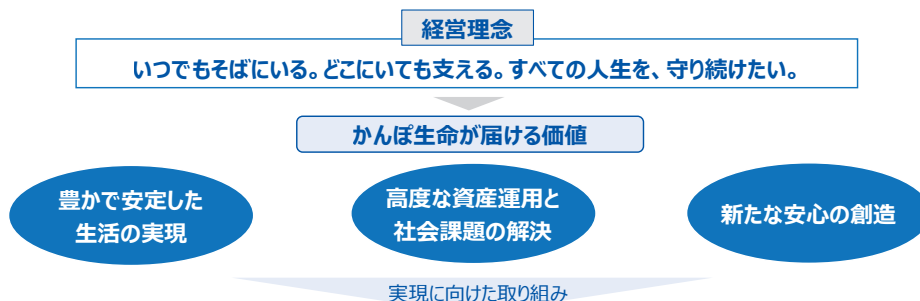 経営理念
いつでもそばにいる。どこにいても支える。すべての人生を、守り続けたい。
かんぽ生命が届ける価値
豊かで安定した
生活の実現
高度な資産運用と
社会課題の解決
新たな安心の創造
実現に向けた取り組み